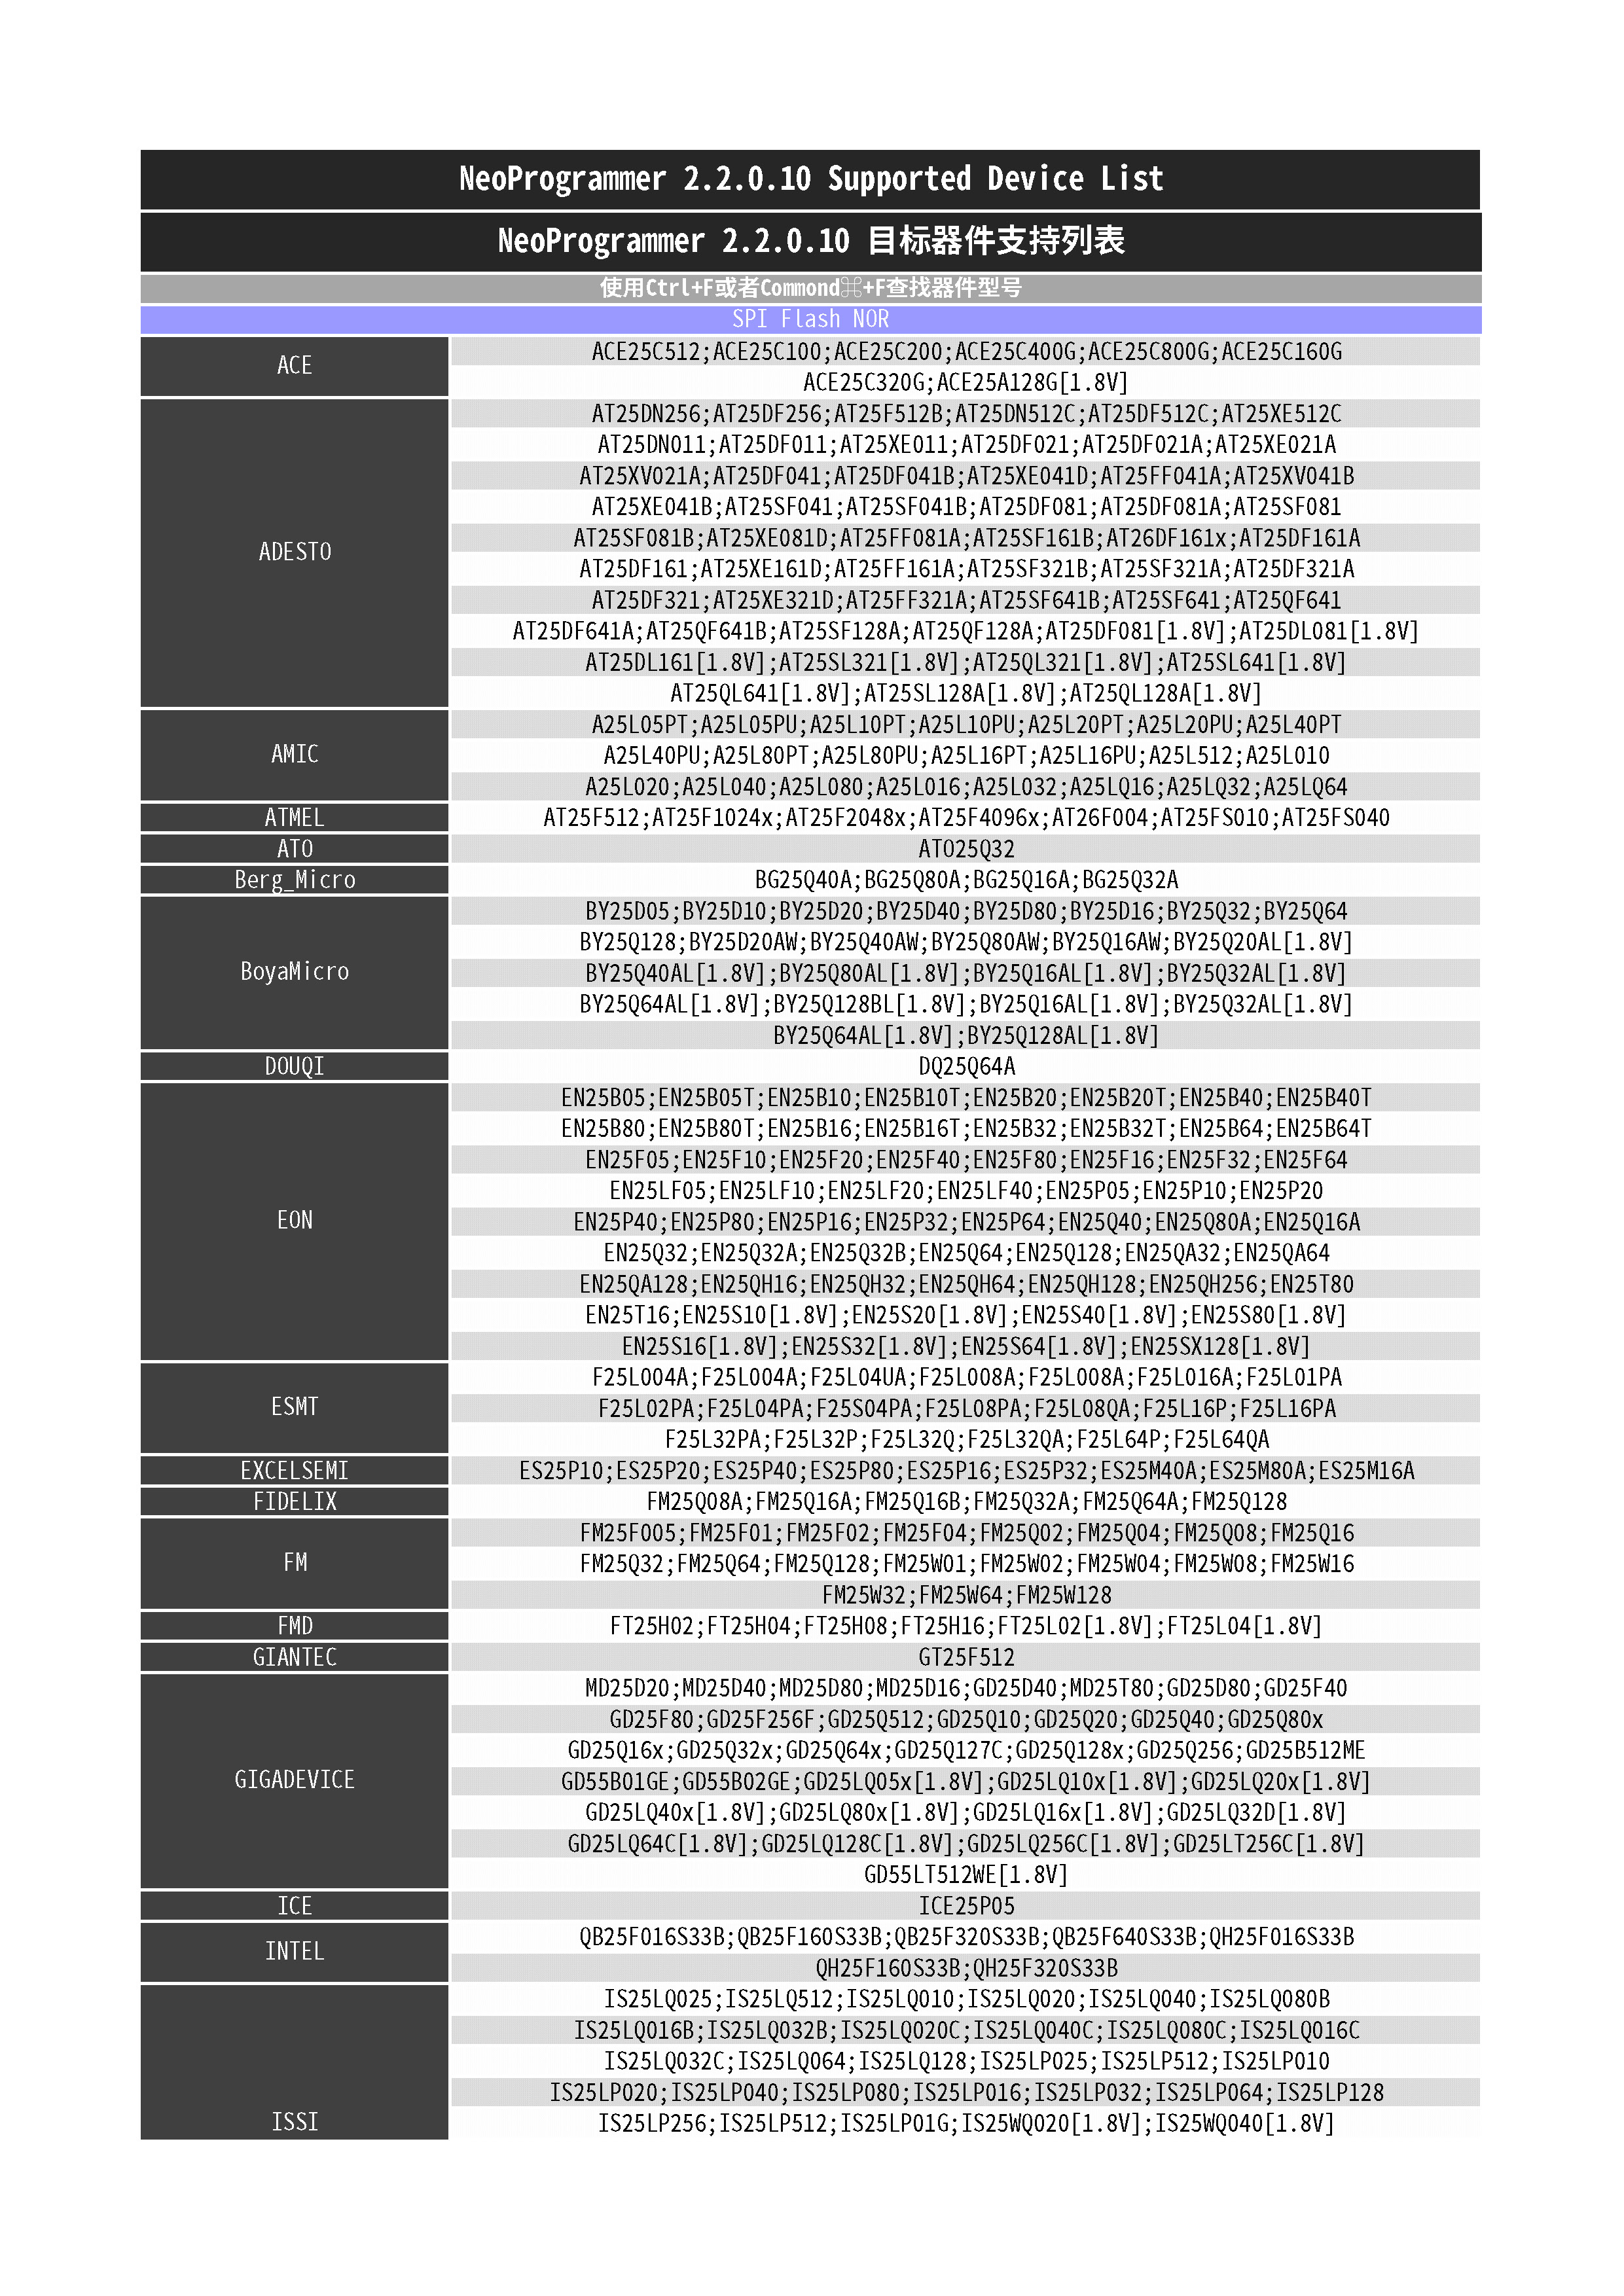 NeoProgrammer 2.2.0.10 Supported Device List
NeoProgrammer 2.2.0.10 目标器件支持列表
使用Ctrl+F或者Commond⌘+F查找器件型号
SPI Flash NOR
ACE
ACE25C512;ACE25C100;ACE25C200;ACE25C400G;ACE25C800G;ACE25C160G
ACE25C320G;ACE25A128G[1.8V]
ADESTO
AT25DN256;AT25DF256;AT25F512B;AT25DN512C;AT25DF512C;AT25XE512C
AT25DN011;AT25DF011;AT25XE011;AT25DF021;AT25DF021A;AT25XE021A
AT25XV021A;AT25DF041;AT25DF041B;AT25XE041D;AT25FF041A;AT25XV041B
AT25XE041B;AT25SF041;AT25SF041B;AT25DF081;AT25DF081A;AT25SF081
AT25SF081B;AT25XE081D;AT25FF081A;AT25SF161B;AT26DF161x;AT25DF161A
AT25DF161;AT25XE161D;AT25FF161A;AT25SF321B;AT25SF321A;AT25DF321A
AT25DF321;AT25XE321D;AT25FF321A;AT25SF641B;AT25SF641;AT25QF641
AT25DF641A;AT25QF641B;AT25SF128A;AT25QF128A;AT25DF081[1.8V];AT25DL081[1.8V]
AT25DL161[1.8V];AT25SL321[1.8V];AT25QL321[1.8V];AT25SL641[1.8V]
AT25QL641[1.8V];AT25SL128A[1.8V];AT25QL128A[1.8V]
AMIC
A25L05PT;A25L05PU;A25L10PT;A25L10PU;A25L20PT;A25L20PU;A25L40PT
A25L40PU;A25L80PT;A25L80PU;A25L16PT;A25L16PU;A25L512;A25L010
A25L020;A25L040;A25L080;A25L016;A25L032;A25LQ16;A25LQ32;A25LQ64
ATMEL
AT25F512;AT25F1024x;AT25F2048x;AT25F4096x;AT26F004;AT25FS010;AT25FS040
ATO
ATO25Q32
Berg_Micro
BG25Q40A;BG25Q80A;BG25Q16A;BG25Q32A
BoyaMicro
BY25D05;BY25D10;BY25D20;BY25D40;BY25D80;BY25D16;BY25Q32;BY25Q64
BY25Q128;BY25D20AW;BY25Q40AW;BY25Q80AW;BY25Q16AW;BY25Q20AL[1.8V]
BY25Q40AL[1.8V];BY25Q80AL[1.8V];BY25Q16AL[1.8V];BY25Q32AL[1.8V]
BY25Q64AL[1.8V];BY25Q128BL[1.8V];BY25Q16AL[1.8V];BY25Q32AL[1.8V]
BY25Q64AL[1.8V];BY25Q128AL[1.8V]
DOUQI
DQ25Q64A
EON
EN25B05;EN25B05T;EN25B10;EN25B10T;EN25B20;EN25B20T;EN25B40;EN25B40T
EN25B80;EN25B80T;EN25B16;EN25B16T;EN25B32;EN25B32T;EN25B64;EN25B64T
EN25F05;EN25F10;EN25F20;EN25F40;EN25F80;EN25F16;EN25F32;EN25F64
EN25LF05;EN25LF10;EN25LF20;EN25LF40;EN25P05;EN25P10;EN25P20
EN25P40;EN25P80;EN25P16;EN25P32;EN25P64;EN25Q40;EN25Q80A;EN25Q16A
EN25Q32;EN25Q32A;EN25Q32B;EN25Q64;EN25Q128;EN25QA32;EN25QA64
EN25QA128;EN25QH16;EN25QH32;EN25QH64;EN25QH128;EN25QH256;EN25T80
EN25T16;EN25S10[1.8V];EN25S20[1.8V];EN25S40[1.8V];EN25S80[1.8V]
EN25S16[1.8V];EN25S32[1.8V];EN25S64[1.8V];EN25SX128[1.8V]
ESMT
F25L004A;F25L004A;F25L04UA;F25L008A;F25L008A;F25L016A;F25L01PA
F25L02PA;F25L04PA;F25S04PA;F25L08PA;F25L08QA;F25L16P;F25L16PA
F25L32PA;F25L32P;F25L32Q;F25L32QA;F25L64P;F25L64QA
EXCELSEMI
ES25P10;ES25P20;ES25P40;ES25P80;ES25P16;ES25P32;ES25M40A;ES25M80A;ES25M16A
FIDELIX
FM25Q08A;FM25Q16A;FM25Q16B;FM25Q32A;FM25Q64A;FM25Q128
FM
FM25F005;FM25F01;FM25F02;FM25F04;FM25Q02;FM25Q04;FM25Q08;FM25Q16
FM25Q32;FM25Q64;FM25Q128;FM25W01;FM25W02;FM25W04;FM25W08;FM25W16
FM25W32;FM25W64;FM25W128
FMD
FT25H02;FT25H04;FT25H08;FT25H16;FT25L02[1.8V];FT25L04[1.8V]
GIANTEC
GT25F512
GIGADEVICE
MD25D20;MD25D40;MD25D80;MD25D16;GD25D40;MD25T80;GD25D80;GD25F40
GD25F80;GD25F256F;GD25Q512;GD25Q10;GD25Q20;GD25Q40;GD25Q80x
GD25Q16x;GD25Q32x;GD25Q64x;GD25Q127C;GD25Q128x;GD25Q256;GD25B512ME
GD55B01GE;GD55B02GE;GD25LQ05x[1.8V];GD25LQ10x[1.8V];GD25LQ20x[1.8V]
GD25LQ40x[1.8V];GD25LQ80x[1.8V];GD25LQ16x[1.8V];GD25LQ32D[1.8V]
GD25LQ64C[1.8V];GD25LQ128C[1.8V];GD25LQ256C[1.8V];GD25LT256C[1.8V]
GD55LT512WE[1.8V]
ICE
ICE25P05
INTEL
QB25F016S33B;QB25F160S33B;QB25F320S33B;QB25F640S33B;QH25F016S33B
QH25F160S33B;QH25F320S33B
ISSI
IS25LQ025;IS25LQ512;IS25LQ010;IS25LQ020;IS25LQ040;IS25LQ080B
IS25LQ016B;IS25LQ032B;IS25LQ020C;IS25LQ040C;IS25LQ080C;IS25LQ016C
IS25LQ032C;IS25LQ064;IS25LQ128;IS25LP025;IS25LP512;IS25LP010
IS25LP020;IS25LP040;IS25LP080;IS25LP016;IS25LP032;IS25LP064;IS25LP128
IS25LP256;IS25LP512;IS25LP01G;IS25WQ020[1.8V];IS25WQ040[1.8V]